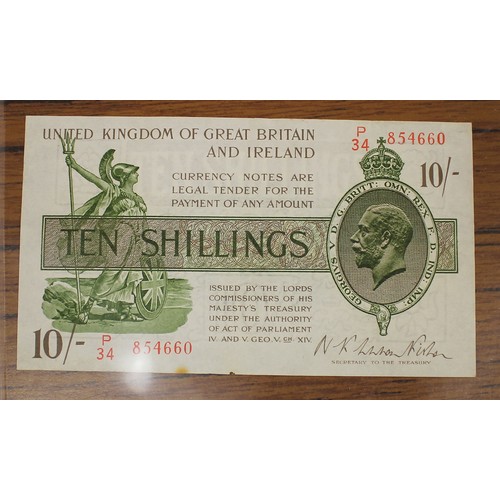 UNITED KINGDOM OF GREAT BRITAIN
AND IRELAND
P
34 854660
CURRENCY NOTES ARE
LEGAL TENDER FOR THE
PAYMENT OF ANY AMOUNT
10/-
TEN SHILLINGS
GEORGIVS V D. G. BRITT: OMN: REX F. D. IND: IMP:
ISSUED BY THE LORDS
COMMISSIONERS OF HIS
MAJESTY'S TREASURY
UNDER THE AUTHORITY
OF ACT OF PARLIAMENT
IV. AND V. GEO. V. CH. XIV.
10/- P
34 854660
SECRETARY TO THE TREASURY